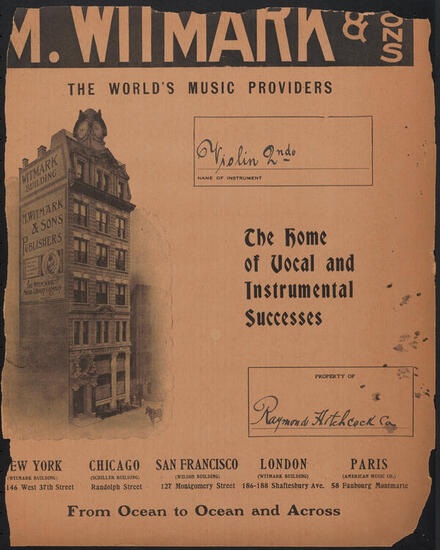 M. WITMARK & SONS
THE WORLD'S MUSIC PROVIDERS
Violin 2ndo
NAME OF INSTRUMENT
WITMARK
BUILDING
M. WITMARK
& SONS
PUBLISHERS
The Home
of Vocal and
Instrumental
Successes
PROPERTY OF
Raymond Hitchcock Co
EW YORK CHICAGO SAN FRANCISCO LONDON PARIS
(WITMARK BUILDING) (SCHILLER BUILDING) (WILSON BUILDING) (WITMARK BUILDING) (AMERICAN MUSIC CO.)
146 West 37th Street Randolph Street 127 Montgomery Street 186-188 Shaftesbury Ave. 58 Faubourg Montmartre
From Ocean to Ocean and Across